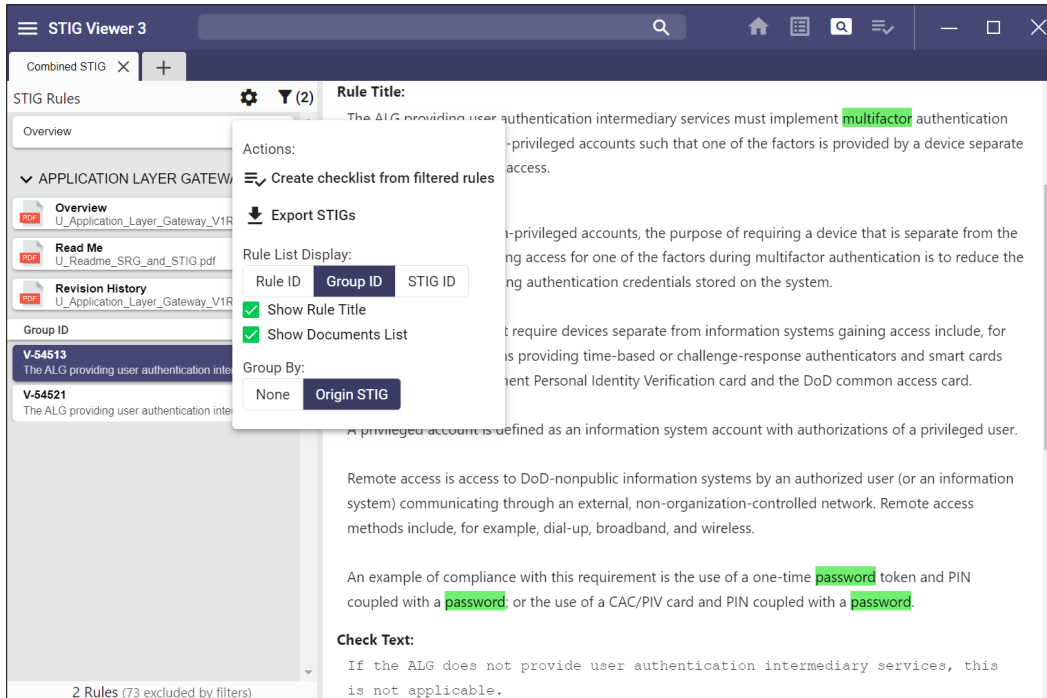 STIG Viewer 3
Combined STIG
STIG Rules
(2)
Overview
APPLICATION LAYER GATEWA
PDF
Overview
U_Application_Layer_Gateway_V1R
PDF
Read Me
U_Readme_SRG_and_STIG.pdf
PDF
Revision History
U_Application_Layer_Gateway_V1R
Group ID
V-54513
The ALG providing user authentication inte
V-54521
The ALG providing user authentication inte
2 Rules (73 excluded by filters)
Actions:
Create checklist from filtered rules
Export STIGs
Rule List Display:
Rule ID Group ID STIG ID
Show Rule Title
Show Documents List
Group By:
None Origin STIG
Rule Title:
The ALG providing user authentication intermediary services must implement multifactor authentication
-privileged accounts such that one of the factors is provided by a device separate
access.
-privileged accounts, the purpose of requiring a device that is separate from the
ng access for one of the factors during multifactor authentication is to reduce the
ng authentication credentials stored on the system.
t require devices separate from information systems gaining access include, for
s providing time-based or challenge-response authenticators and smart cards
ent Personal Identity Verification card and the DoD common access card.
A privileged account is defined as an information system account with authorizations of a privileged user.
Remote access is access to DoD-nonpublic information systems by an authorized user (or an information
system) communicating through an external, non-organization-controlled network. Remote access
methods include, for example, dial-up, broadband, and wireless.
An example of compliance with this requirement is the use of a one-time password token and PIN
coupled with a password; or the use of a CAC/PIV card and PIN coupled with a password.
Check Text:
If the ALG does not provide user authentication intermediary services, this
is not applicable.